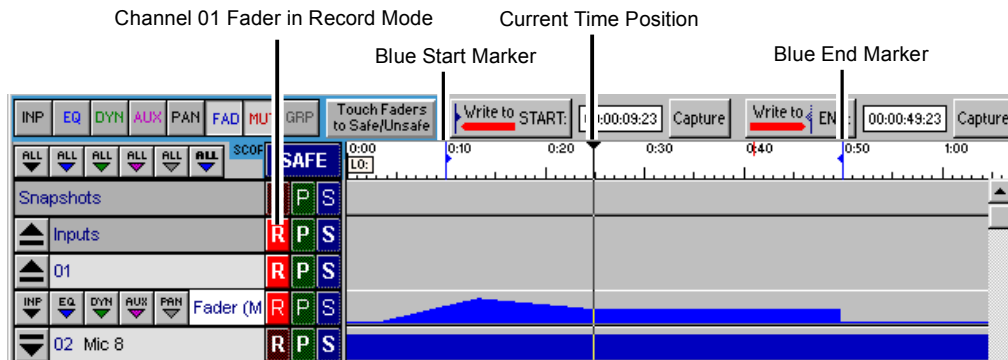 Channel 01 Fader in Record Mode
Current Time Position
Blue Start Marker
Blue End Marker
INP EQ DYN AUX PAN FAD GRP Touch Faders to Safe/Unsafe Write to START: 00:09:23 Capture Write to 00:00:49:23 Capture
ALL ALL ALL ALL ALL ALL SAFE 0:00 0:10 0:20 0:30 0:40 0:50 1:00
L0:
Snapshots P S
Inputs R P S
01 R P S
INP EQ DYN AUX PAN Fader (M R P S
02 Mic 8 R P S